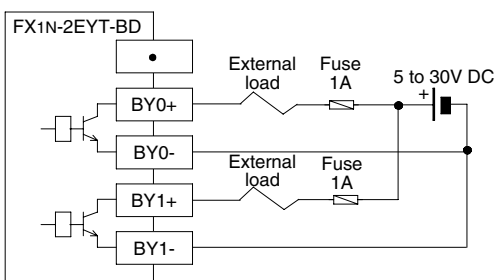 FX1N-2EYT-BD
External load
Fuse 1A
5 to 30V DC
+
BY0+
BY0-
External load
Fuse 1A
BY1+
BY1-